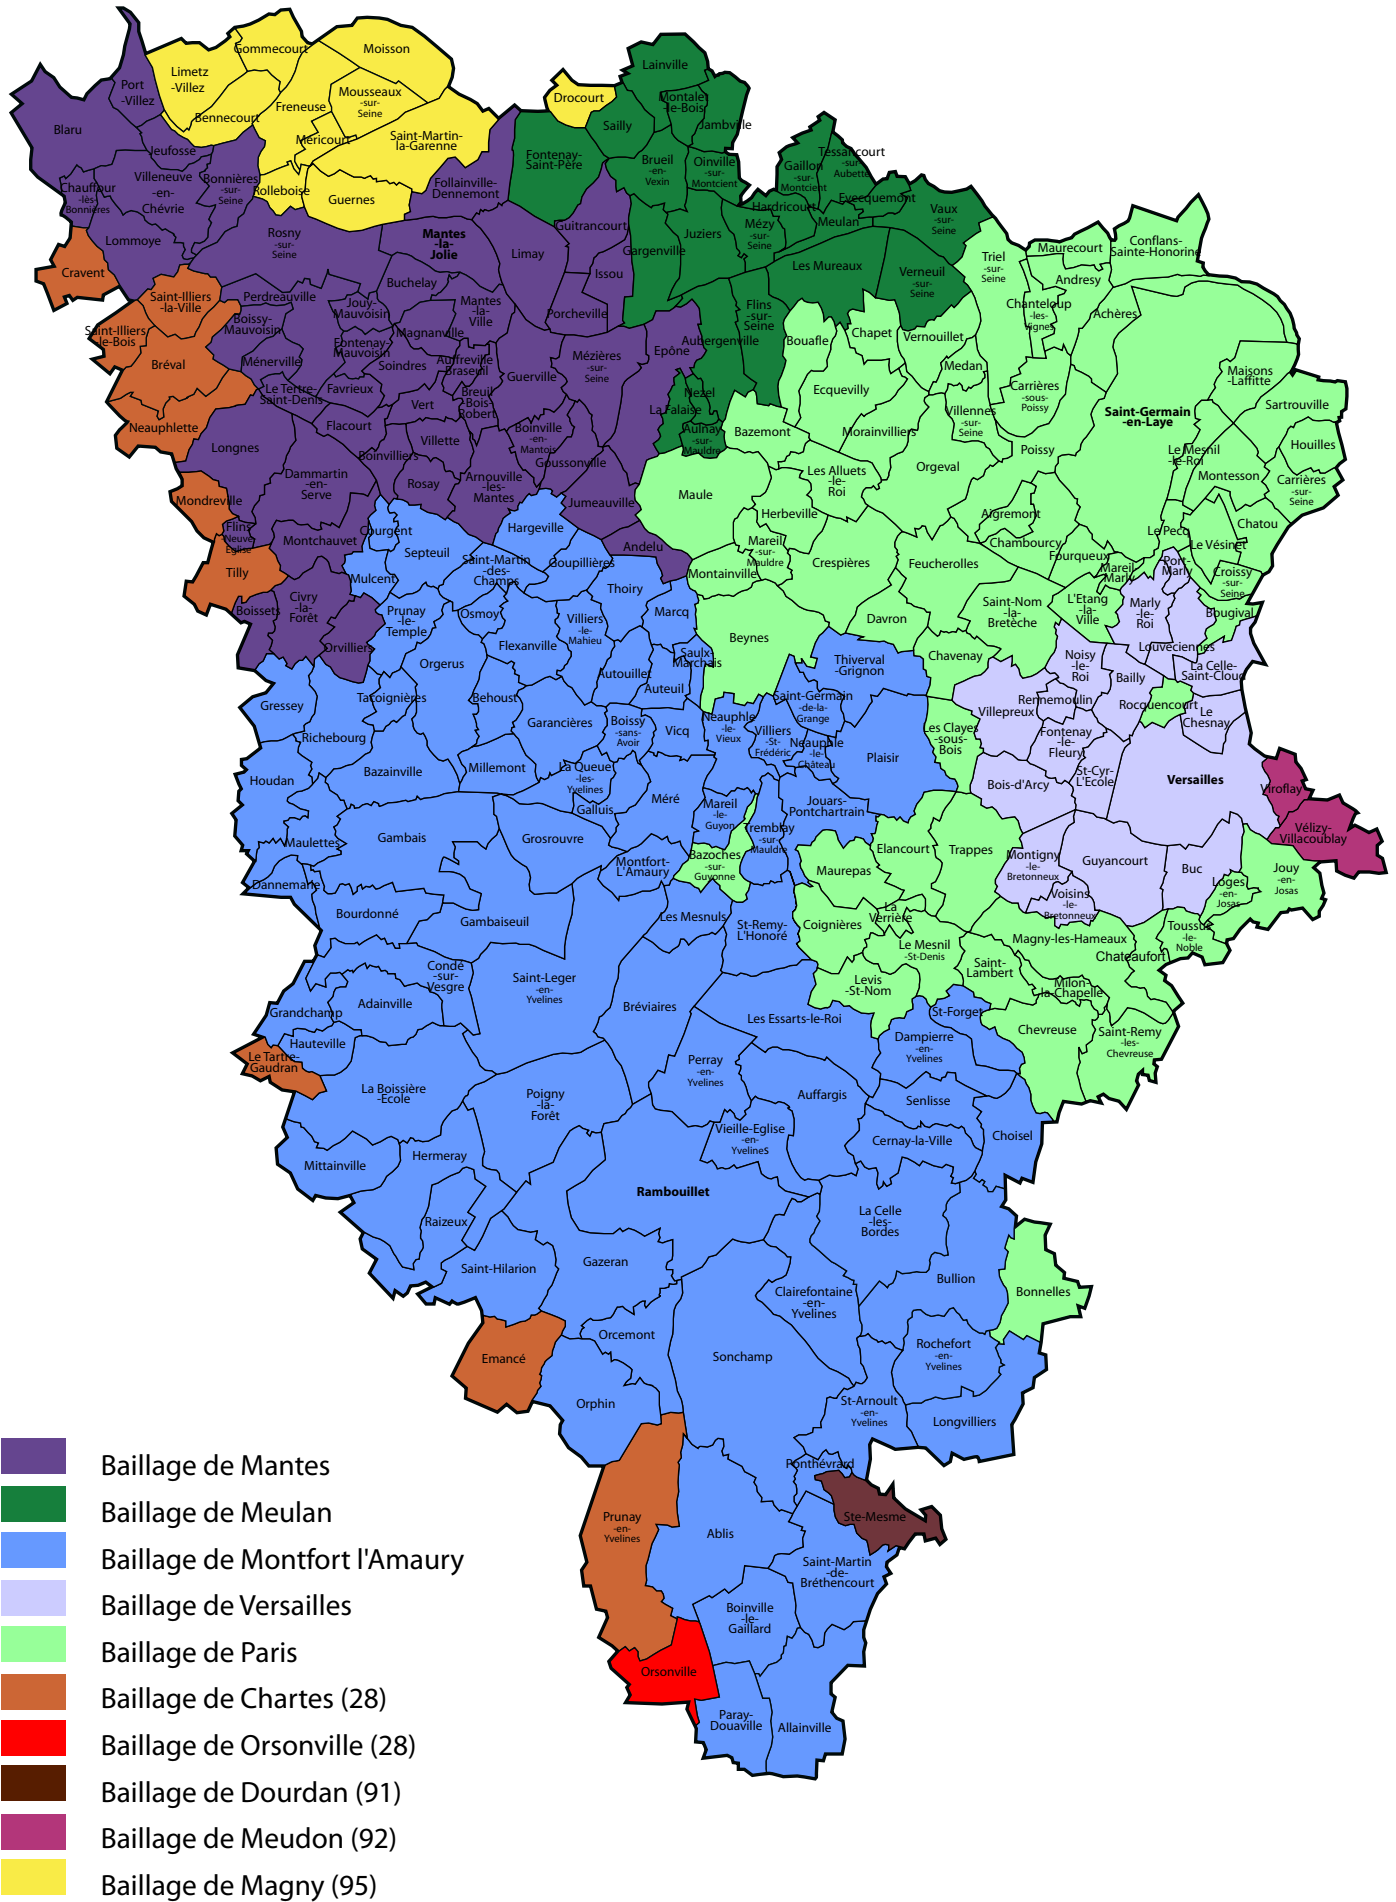 Gommecourt
Moisson
Limetz
-Villez
Port
-Villez
Bennecourt
Freneuse
Mousseaux
-sur-
Seine
Mericourt
Saint-Martin-
la-Garenne
Rolleboise
Guernes
Drocourt
Lainville
Montalet
-le-Bois
Jambville
Sailly
Fontenay-
Saint-Père
Brueil
-en-
Vexin
Oinville
-sur-
Montcient
Gaillon
-sur-
Montcient
Tessancourt
-sur-
Aubette
Evecquemont
Hardricourt
Meulan
Vaux
-sur-
Seine
Mézy
-sur-
Seine
Juziers
Gargenville
Les Mureaux
Verneuil
-sur-
Seine
Flins
-sur-
Seine
Aubergenville
Nezel
La Falaise
Aulnay
-sur-
Mauldre
Blaru
Jeufosse
Chauffour
-lès-
Bonnières
Villeneuve
-en-
Chévrie
Bonnières
-sur-
Seine
Lommoye
Rosny
-sur-
Seine
Follainville-
Dennemont
Mantes
-la-
Jolie
Limay
Guitrancourt
Issou
Porcheville
Buchelay
Mantes
-la-
Ville
Perdreauville
Jouy-
Mauvoisin
Magnanville
Boissy-
Mauvoisin
Fontenay-
Mauvoisin
Ménerville
Soindres
Auffreville
Braseuil
Guerville
Mézières
-sur-
Seine
Epône
Le Tertre-
Saint-Denis
Favrieux
Vert
Breuil
-Bois-
Robert
Flacourt
Villette
Boinville
-en-
Mantois
Goussonville
Longnes
Boinvilliers
Dammartin
-en-
Serve
Rosay
Arnouville
-les-
Mantes
Jumeauville
Andelu
Flins
Neuve
Eglise
Montchauvet
Boissets
Civry
-la-
Forêt
Orvilliers
Cravent
Saint-Illiers
-la-Ville
Saint-Illiers
-le-Bois
Bréval
Neauphlette
Mondreville
Tilly
Triel
-sur-
Seine
Maurecourt
Conflans-
Sainte-Honorine
Andresy
Chanteloup
-les-
Vignes
Achères
Bouafle
Chapet
Vernouillet
Medan
Carrières
-sous-
Poissy
Maisons
-Laffitte
Sartrouville
Ecquevilly
Villennes
-sur-
Seine
Saint-Germain
-en-Laye
Bazemont
Morainvilliers
Orgeval
Poissy
Le Mesnil
-le-Roi
Houilles
Montesson
Carrières
-sur-
Seine
Maule
Les Alluets
-le-
Roi
Herbeville
Aigremont
Chambourcy
Le Pecq
Chatou
Le Vésinet
Mareil
-sur-
Mauldre
Montainville
Crespières
Feucherolles
Fourqueux
Mareil
Marly
Port-
Marly
Croissy
-sur-
Seine
Bougival
Saint-Nom
-la-
Bretèche
L'Etang
-la-
Ville
Marly
-le-
Roi
Louveciennes
Beynes
Davron
Chavenay
Noisy
-le-
Roi
Bailly
La Celle-
Saint-Cloud
Rennemoulin
Rocquencourt
Le
Chesnay
Villepreux
Fontenay
-le-
Fleury
Les Clayes
-sous-
Bois
Bois-d'Arcy
St-Cyr-
L'Ecole
Versailles
Viroflay
Vélizy-
Villacoublay
Courgent
Septeuil
Hargeville
Mulcent
Saint-Martin
-des-
Champs
Goupillières
Thoiry
Prunay
-le-
Temple
Osmoy
Villiers
-le-
Mahieu
Marcq
Flexanville
Saulx-
Marchais
Autouillet
Auteuil
Thiverval
-Grignon
Orgerus
Behoust
Tacoignières
Gressey
Richebourg
Garancières
Boissy
-sans-
Avoir
Vicq
Neauphle
-le-
Vieux
Saint-Germain
-de-la-
Grange
Villiers
-St-
Frédéric
Neauphle
-le-
Château
Plaisir
Houdan
Bazainville
Millemont
La Queue
-les-
Yvelines
Galluis
Méré
Mareil
-le-
Guyon
Jouars-
Pontchartrain
Maulettes
Gambais
Grosrouvre
Tremblay
-sur-
Mauldre
Montfort-
L'Amaury
Bazoches
-sur-
Guyonne
Maurepas
Elancourt
Trappes
Montigny
-le-
Bretonneux
Guyancourt
Buc
Loges
-en-
Josas
Jouy
-en-
Josas
Voisins
-le-
Bretonneux
Dannemarie
Bourdonné
Gambaiseuil
Les Mesnuls
St-Remy-
L'Honoré
Coignières
La
Verrière
Le Mesnil
-St-Denis
Magny-les-Hameaux
Toussus
-le-
Noble
Chateaufort
Condé
-sur-
Vesgre
Saint-Leger
-en-
Yvelines
Bréviaires
Levis
-St-Nom
Saint-
Lambert
Milon-
la-Chapelle
Adainville
Grandchamp
Hauteville
Les Essarts-le-Roi
St-Forget
Chevreuse
Saint-Remy
-les-
Chevreuse
Le Tartre-
Gaudran
La Boissière
-Ecole
Poigny
-la-
Forêt
Perray
-en-
Yvelines
Auffargis
Dampierre
-en-
Yvelines
Senlisse
Choisel
Vieille-Eglise
-en-
YvelineS
Cernay-la-Ville
Mittainville
Hermeray
Raizeux
Rambouillet
La Celle
-les-
Bordes
Saint-Hilarion
Gazeran
Clairefontaine
-en-
Yvelines
Bullion
Bonnelles
Emancé
Orcemont
Sonchamp
Rochefort
-en-
Yvelines
Orphin
St-Arnoult
-en-
Yvelines
Longvilliers
Ponthévrard
Prunay
-en-
Yvelines
Ablis
Ste-Mesme
Saint-Martin
-de-
Bréthencourt
Boinville
-le-
Gaillard
Orsonville
Paray-
Douaville
Allainville
Baillage de Mantes
Baillage de Meulan
Baillage de Montfort l'Amaury
Baillage de Versailles
Baillage de Paris
Baillage de Chartes (28)
Baillage de Orsonville (28)
Baillage de Dourdan (91)
Baillage de Meudon (92)
Baillage de Magny (95)